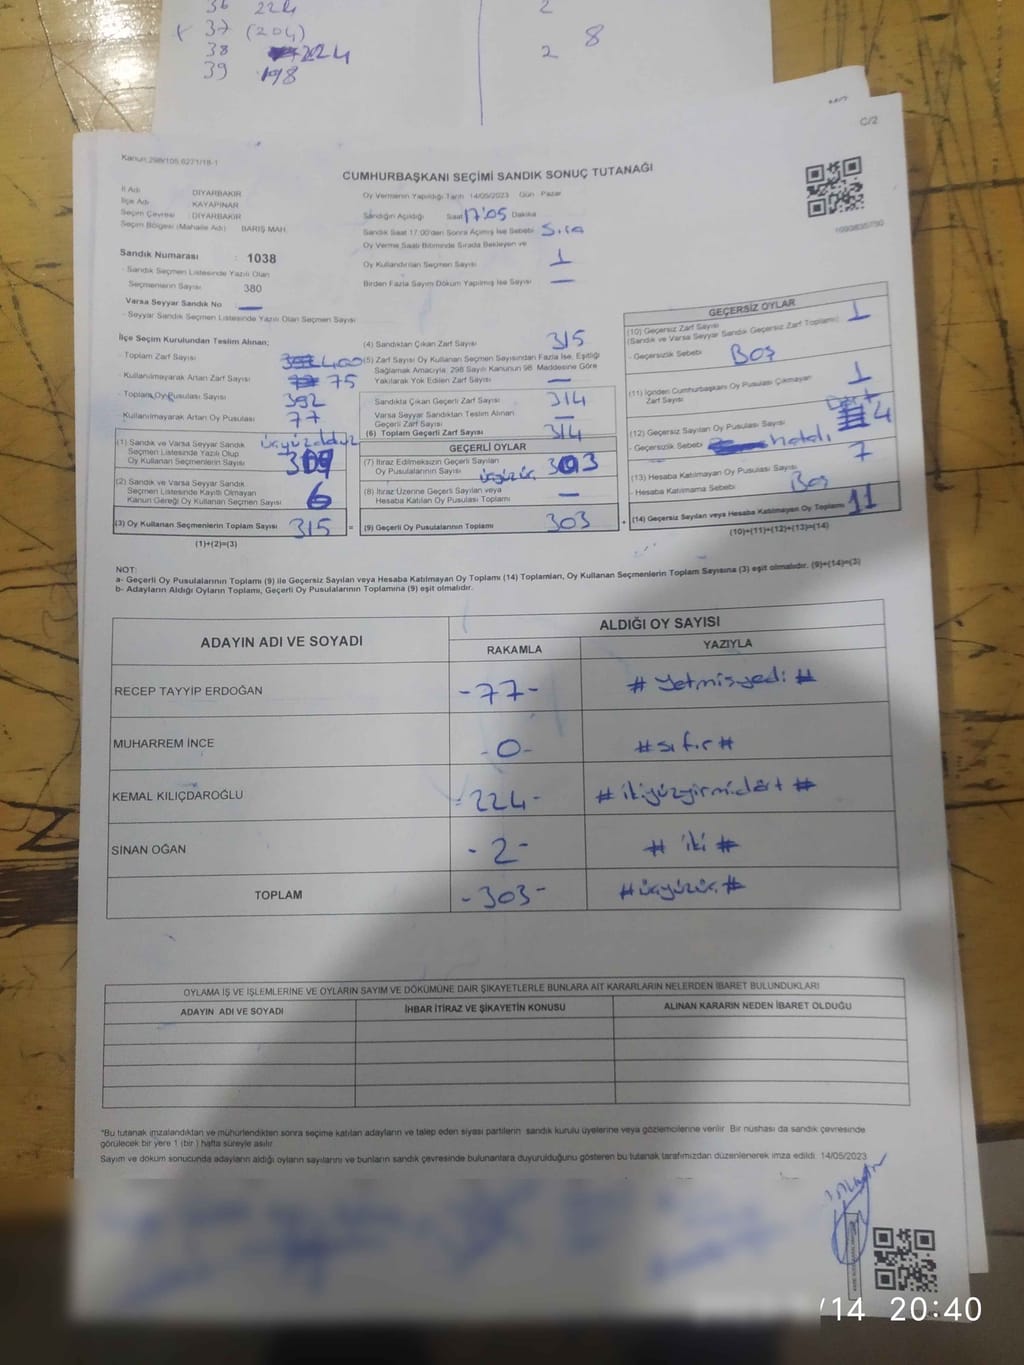 36 224 2
+ 37 (204) 8
38 224 2
39 198
C/2
Kanun:298/105,6271/18-1
CUMHURBAŞKANI SEÇİMİ SANDIK SONUÇ TUTANAĞI
İl Adı DİYARBAKIR
İlçe Adı KAYAPINAR
Seçim Çevresi : DİYARBAKIR
Seçim Bölgesi (Mahalle Adı) BARIŞ MAH.
Oy Vermenin Yapıldığı Tarih 14/05/2023 Gün Pazar
Sandığın Açıldığı Saat 17:05 Dakika
Sandık Saat 17:00'den Sonra Açılmış İse Sebebi Sıra
Oy Verme Saati Bitiminde Sırada Bekleyen ve
Oy Kullandırılan Seçmen Sayısı 1
Birden Fazla Sayım Döküm Yapılmış İse Sayısı —
Sandık Numarası : 1038
- Sandık Seçmen Listesinde Yazılı Olan
Seçmenlerin Sayısı 380
Varsa Seyyar Sandık No —
- Seyyar Sandık Seçmen Listesinde Yazılı Olan Seçmen Sayısı
İlçe Seçim Kurulundan Teslim Alınan;
- Toplam Zarf Sayısı 400
- Kullanılmayarak Artan Zarf Sayısı 75
- Toplam Oy Pusulası Sayısı 392
- Kullanılmayarak Artan Oy Pusulası 77
(1) Sandık ve Varsa Seyyar Sandık
Seçmen Listesinde Yazılı Olup
Oy Kullanan Seçmenlerin Sayısı üçyüzdokuz 309
(2) Sandık ve Varsa Seyyar Sandık
Seçmen Listesinde Kayıtlı Olmayan
Kanun Gereği Oy Kullanan Seçmen Sayısı 6
(3) Oy Kullanan Seçmenlerin Toplam Sayısı 315 =
(1)+(2)=(3)
(4) Sandıktan Çıkan Zarf Sayısı 315
(5) Zarf Sayısı Oy Kullanan Seçmen Sayısından Fazla İse, Eşitliği
Sağlamak Amacıyla, 298 Sayılı Kanunun 98. Maddesine Göre
Yakılarak Yok Edilen Zarf Sayısı —
Sandıkta Çıkan Geçerli Zarf Sayısı 314
Varsa Seyyar Sandıktan Teslim Alınan
Geçerli Zarf Sayısı —
(6) Toplam Geçerli Zarf Sayısı 314
GEÇERLİ OYLAR
(7) İtiraz Edilmeksizin Geçerli Sayılan
Oy Pusulalarının Sayısı üçyüzüç 303
(8) İtiraz Üzerine Geçerli Sayılan veya
Hesaba Katılan Oy Pusulası Toplamı —
(9) Geçerli Oy Pusulalarının Toplamı 303 +
GEÇERSİZ OYLAR
(10) Geçersiz Zarf Sayısı
(Sandık ve Varsa Seyyar Sandık Geçersiz Zarf Toplamı) 1
- Geçersizlik Sebebi Boş
(11) İçinden Cumhurbaşkanı Oy Pusulası Çıkmayan
Zarf Sayısı 1
(12) Geçersiz Sayılan Oy Pusulası Sayısı Dört 4
- Geçersizlik Sebebi hatalı
(13) Hesaba Katılmayan Oy Pusulası Sayısı 7
- Hesaba Katılmama Sebebi Boş
(14) Geçersiz Sayılan veya Hesaba Katılmayan Oy Toplamı 11
(10)+(11)+(12)+(13)=(14)
NOT:
a- Geçerli Oy Pusulalarının Toplamı (9) ile Geçersiz Sayılan veya Hesaba Katılmayan Oy Toplamı (14) Toplamları, Oy Kullanan Seçmenlerin Toplam Sayısına (3) eşit olmalıdır. (9)+(14)=(3)
b- Adayların Aldığı Oyların Toplamı, Geçerli Oy Pusulalarının Toplamına (9) eşit olmalıdır.
ADAYIN ADI VE SOYADI ALDIĞI OY SAYISI
RAKAMLA YAZIYLA
RECEP TAYYİP ERDOĞAN -77- # Yetmişyedi #
MUHARREM İNCE -0- #sıfır#
KEMAL KILIÇDAROĞLU -224- # ikiyüzyirmidört #
SİNAN OĞAN -2- # iki #
TOPLAM -303- #üçyüzüç#
OYLAMA İŞ VE İŞLEMLERİNE VE OYLARIN SAYIM VE DÖKÜMÜNE DAİR ŞİKAYETLERLE BUNLARA AİT KARARLARIN NELERDEN İBARET BULUNDUKLARI
ADAYIN ADI VE SOYADI İHBAR İTİRAZ VE ŞİKAYETİN KONUSU ALINAN KARARIN NEDEN İBARET OLDUĞU
*Bu tutanak imzalandıktan ve mühürlendikten sonra seçime katılan adayların ve talep eden siyasi partilerin sandık kurulu üyelerine veya gözlemcilerine verilir. Bir nüshası da sandık çevresinde
görülecek bir yere 1 (bir) hafta süreyle asılır.
Sayım ve döküm sonucunda adayların aldığı oyların sayılarını ve bunların sandık çevresinde bulunanlara duyurulduğunu gösteren bu tutanak tarafımızdan düzenlenerek imza edildi. 14/05/2023
/14 20:40